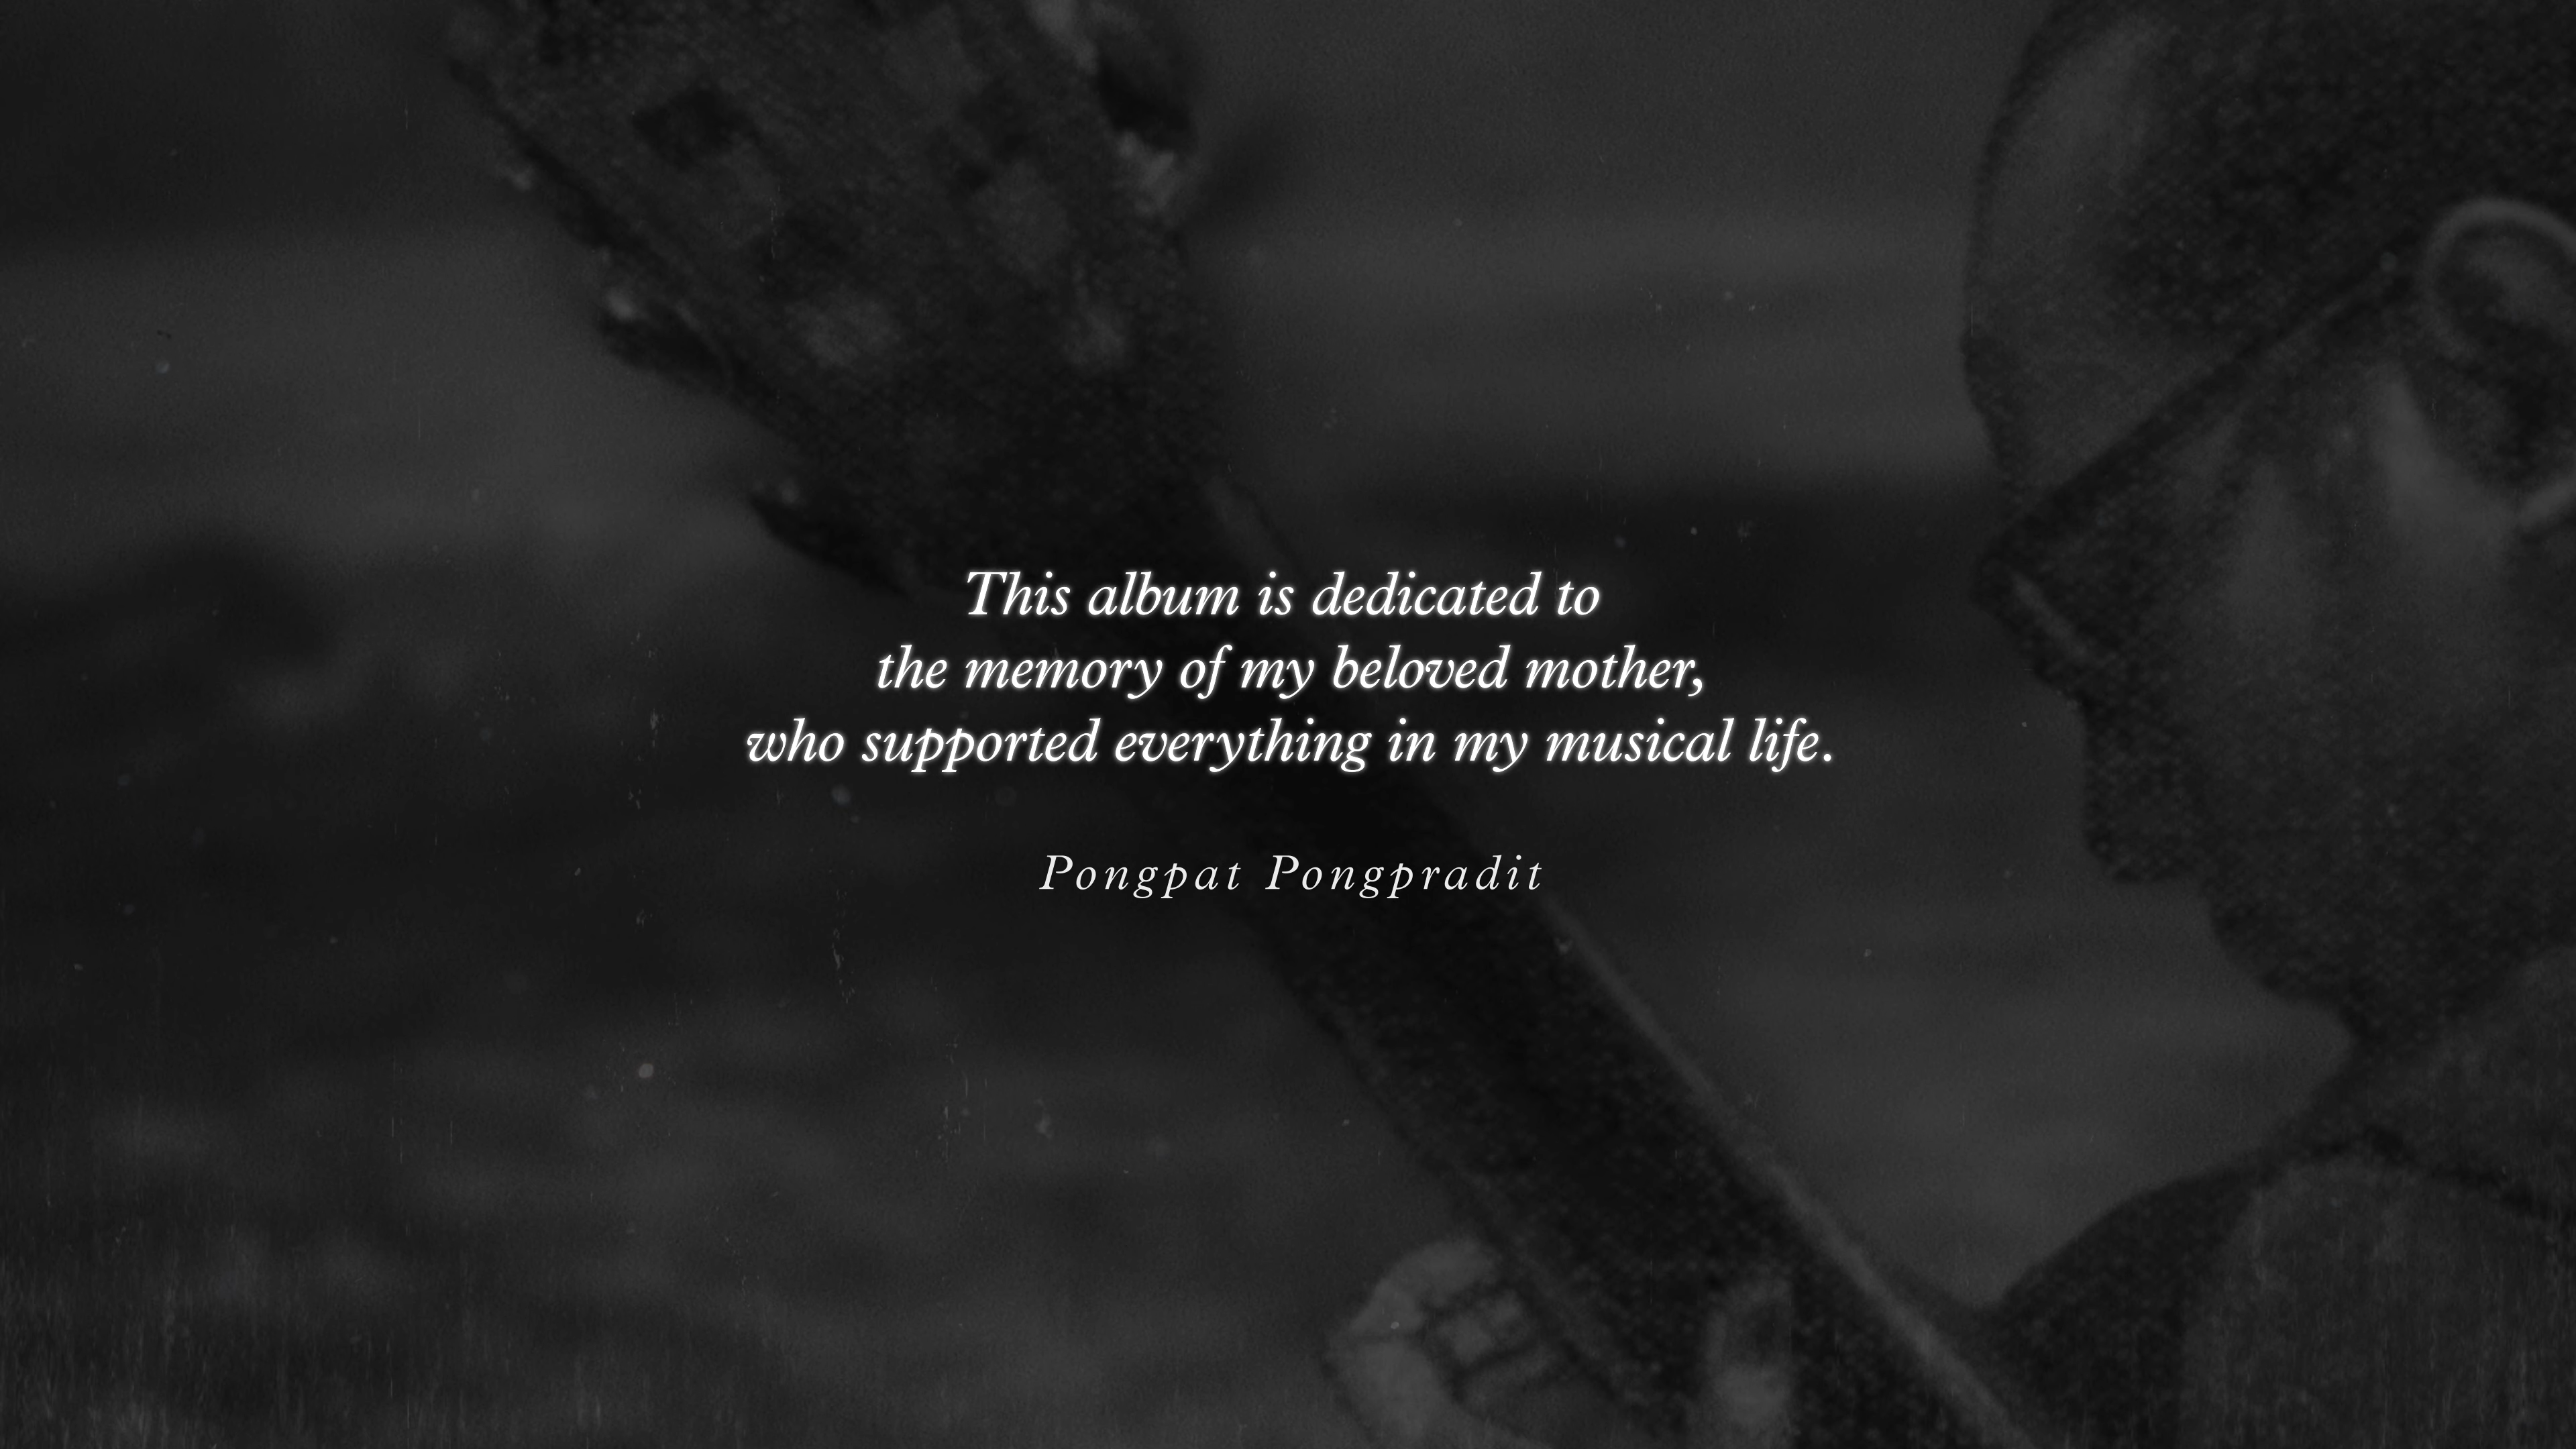 This album is dedicated to
the memory of my beloved mother,
who supported everything in my musical life.
Pongpat Pongpradit